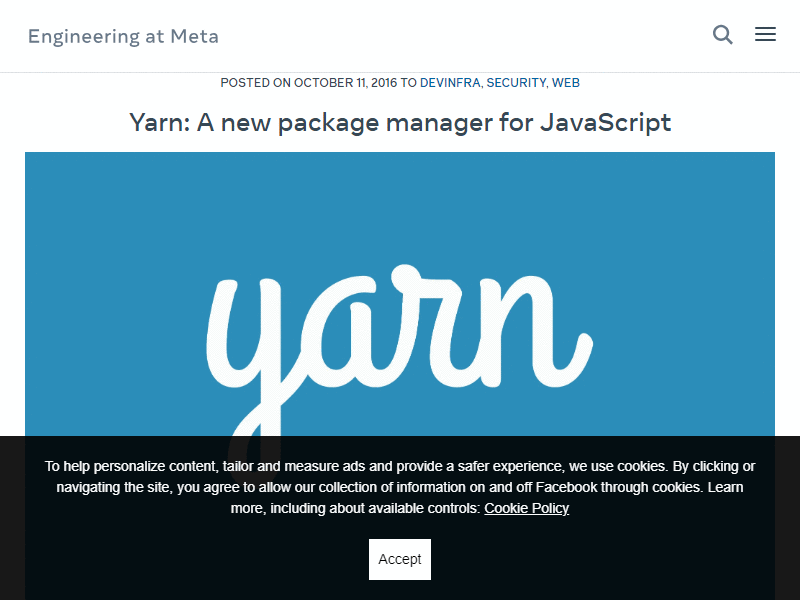 Engineering at Meta
POSTED ON OCTOBER 11, 2016 TO DEVINFRA, SECURITY, WEB
Yarn: A new package manager for JavaScript
yarn
To help personalize content, tailor and measure ads and provide a safer experience, we use cookies. By clicking or
navigating the site, you agree to allow our collection of information on and off Facebook through cookies. Learn
more, including about available controls: Cookie Policy
Accept